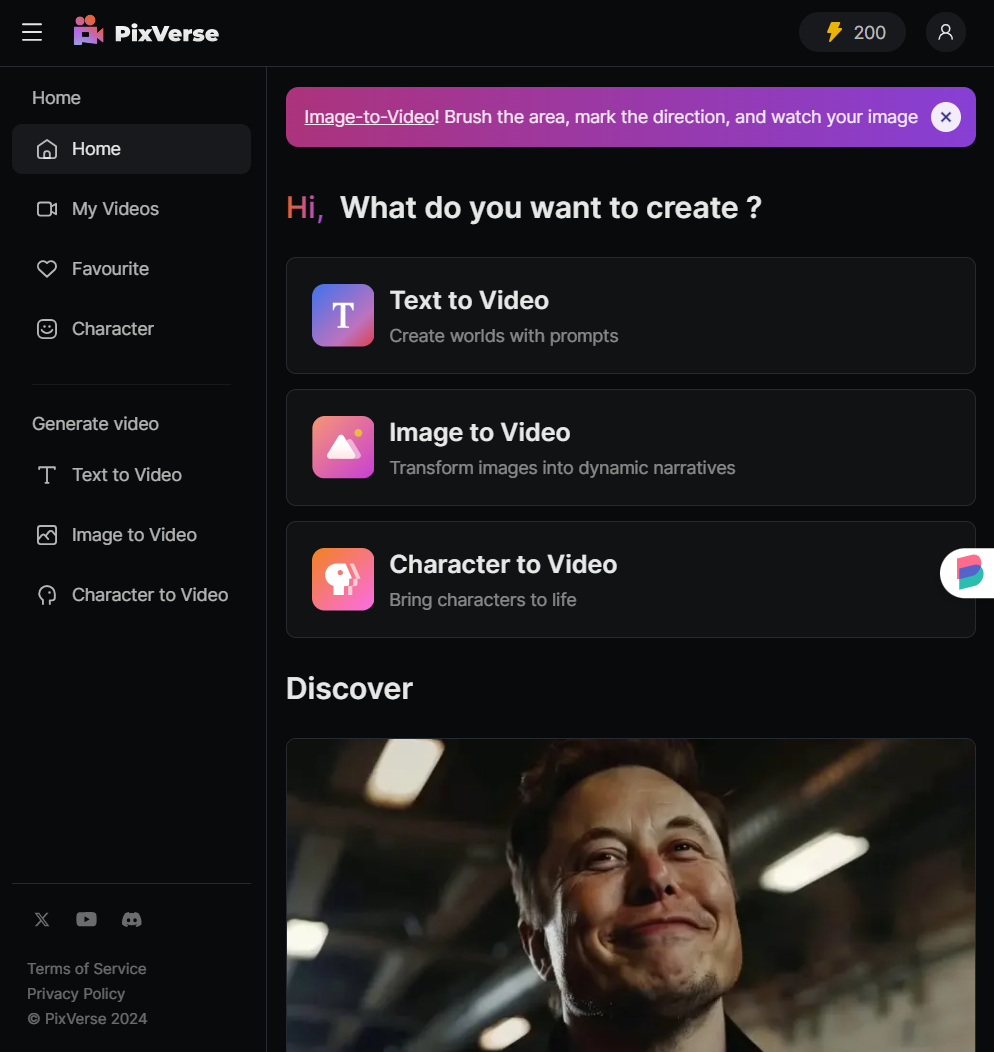 PixVerse
200
Home
Home
My Videos
Favourite
Character
Generate video
Text to Video
Image to Video
Character to Video
Terms of Service
Privacy Policy
© PixVerse 2024
Image-to-Video! Brush the area, mark the direction, and watch your image
Hi, What do you want to create ?
T
Text to Video
Create worlds with prompts
Image to Video
Transform images into dynamic narratives
Character to Video
Bring characters to life
Discover